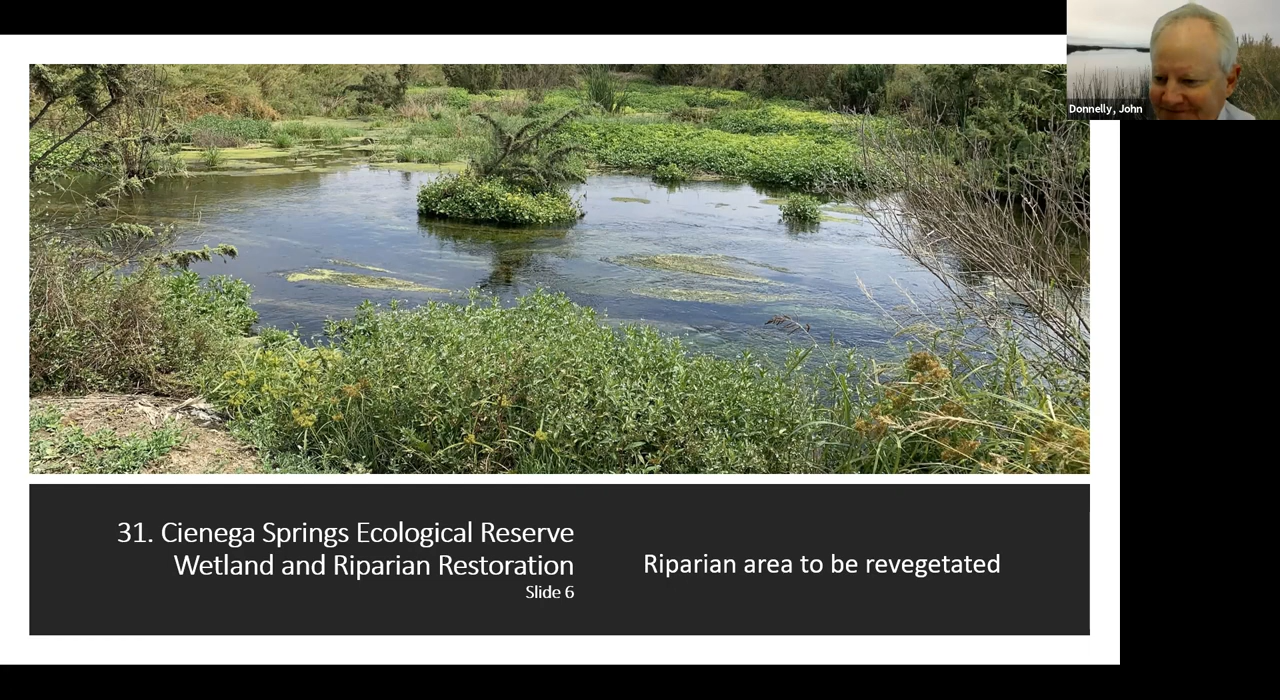 Donnelly, John
31. Cienega Springs Ecological Reserve
Wetland and Riparian Restoration
Slide 6
Riparian area to be revegetated